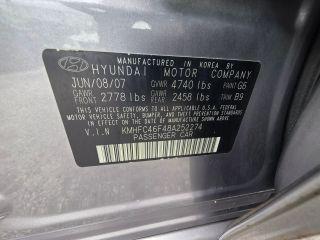 MANUFACTURED IN KOREA BY
HYUNDAI MOTOR COMPANY
JUN/08/07 GVWR 4740 lbs PAINT G6
GAWR FRONT 2778 lbs GAWR REAR 2458 lbs TRIM B9
THIS VEHICLE CONFORMS TO ALL APPLICABLE U.S. FEDERAL
MOTOR VEHICLE SAFETY, BUMPER, AND THEFT PREVENTION
STANDARDS IN EFFECT ON THE DATE OF MANUFACTURE SHOWN
ABOVE.
V.I.N KMHFC46F48A252274
PASSENGER CAR